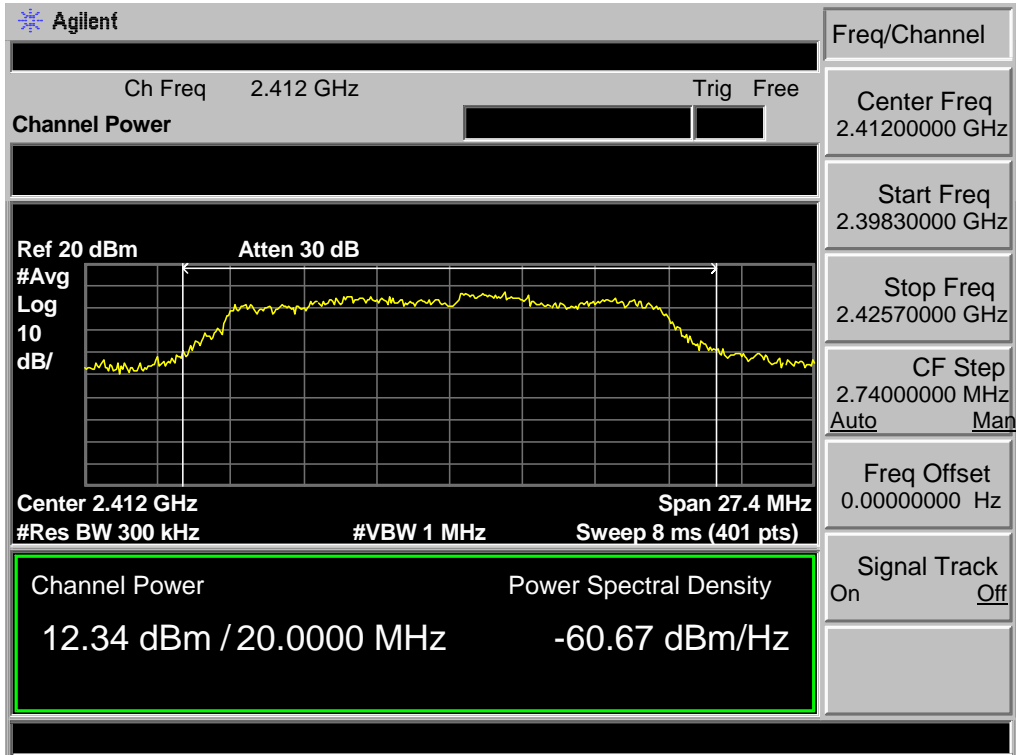 Agilent
Freq/Channel
Ch Freq 2.412 GHz Trig Free
Channel Power
Center Freq
2.41200000 GHz
Start Freq
2.39830000 GHz
Stop Freq
2.42570000 GHz
CF Step
2.74000000 MHz
Auto Man
Freq Offset
0.00000000 Hz
Signal Track
On Off
Ref 20 dBm Atten 30 dB
#Avg
Log
10
dB/
Center 2.412 GHz Span 27.4 MHz
#Res BW 300 kHz #VBW 1 MHz Sweep 8 ms (401 pts)
Channel Power Power Spectral Density
12.34 dBm / 20.0000 MHz -60.67 dBm/Hz